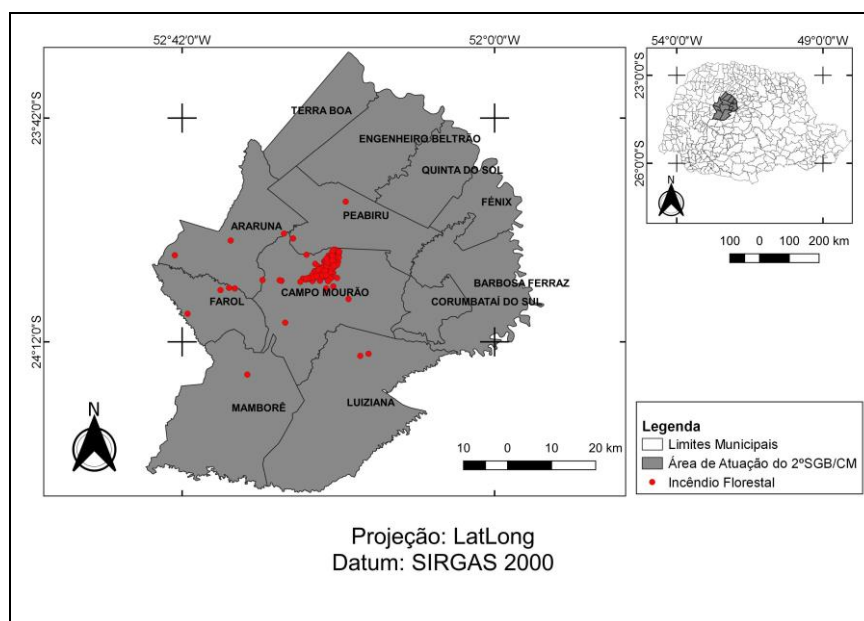 52°42'0"W
52°0'0"W
54°0'0"W
49°0'0"W
23°42'0"S
24°12'0"S
23°0'0"S
26°0'0"S
TERRA BOA
ENGENHEIRO BELTRÃO
QUINTA DO SOL
FÊNIX
PEABIRU
ARARUNA
BARBOSA FERRAZ
CAMPO MOURÃO
CORUMBATAÍ DO SUL
FAROL
MAMBORÊ
LUIZIANA
N
10 0 10 20 km
N
100 0 100 200 km
Legenda
Limites Municipais
Área de Atuação do 2ºSGB/CM
Incêndio Florestal
Projeção: LatLong
Datum: SIRGAS 2000